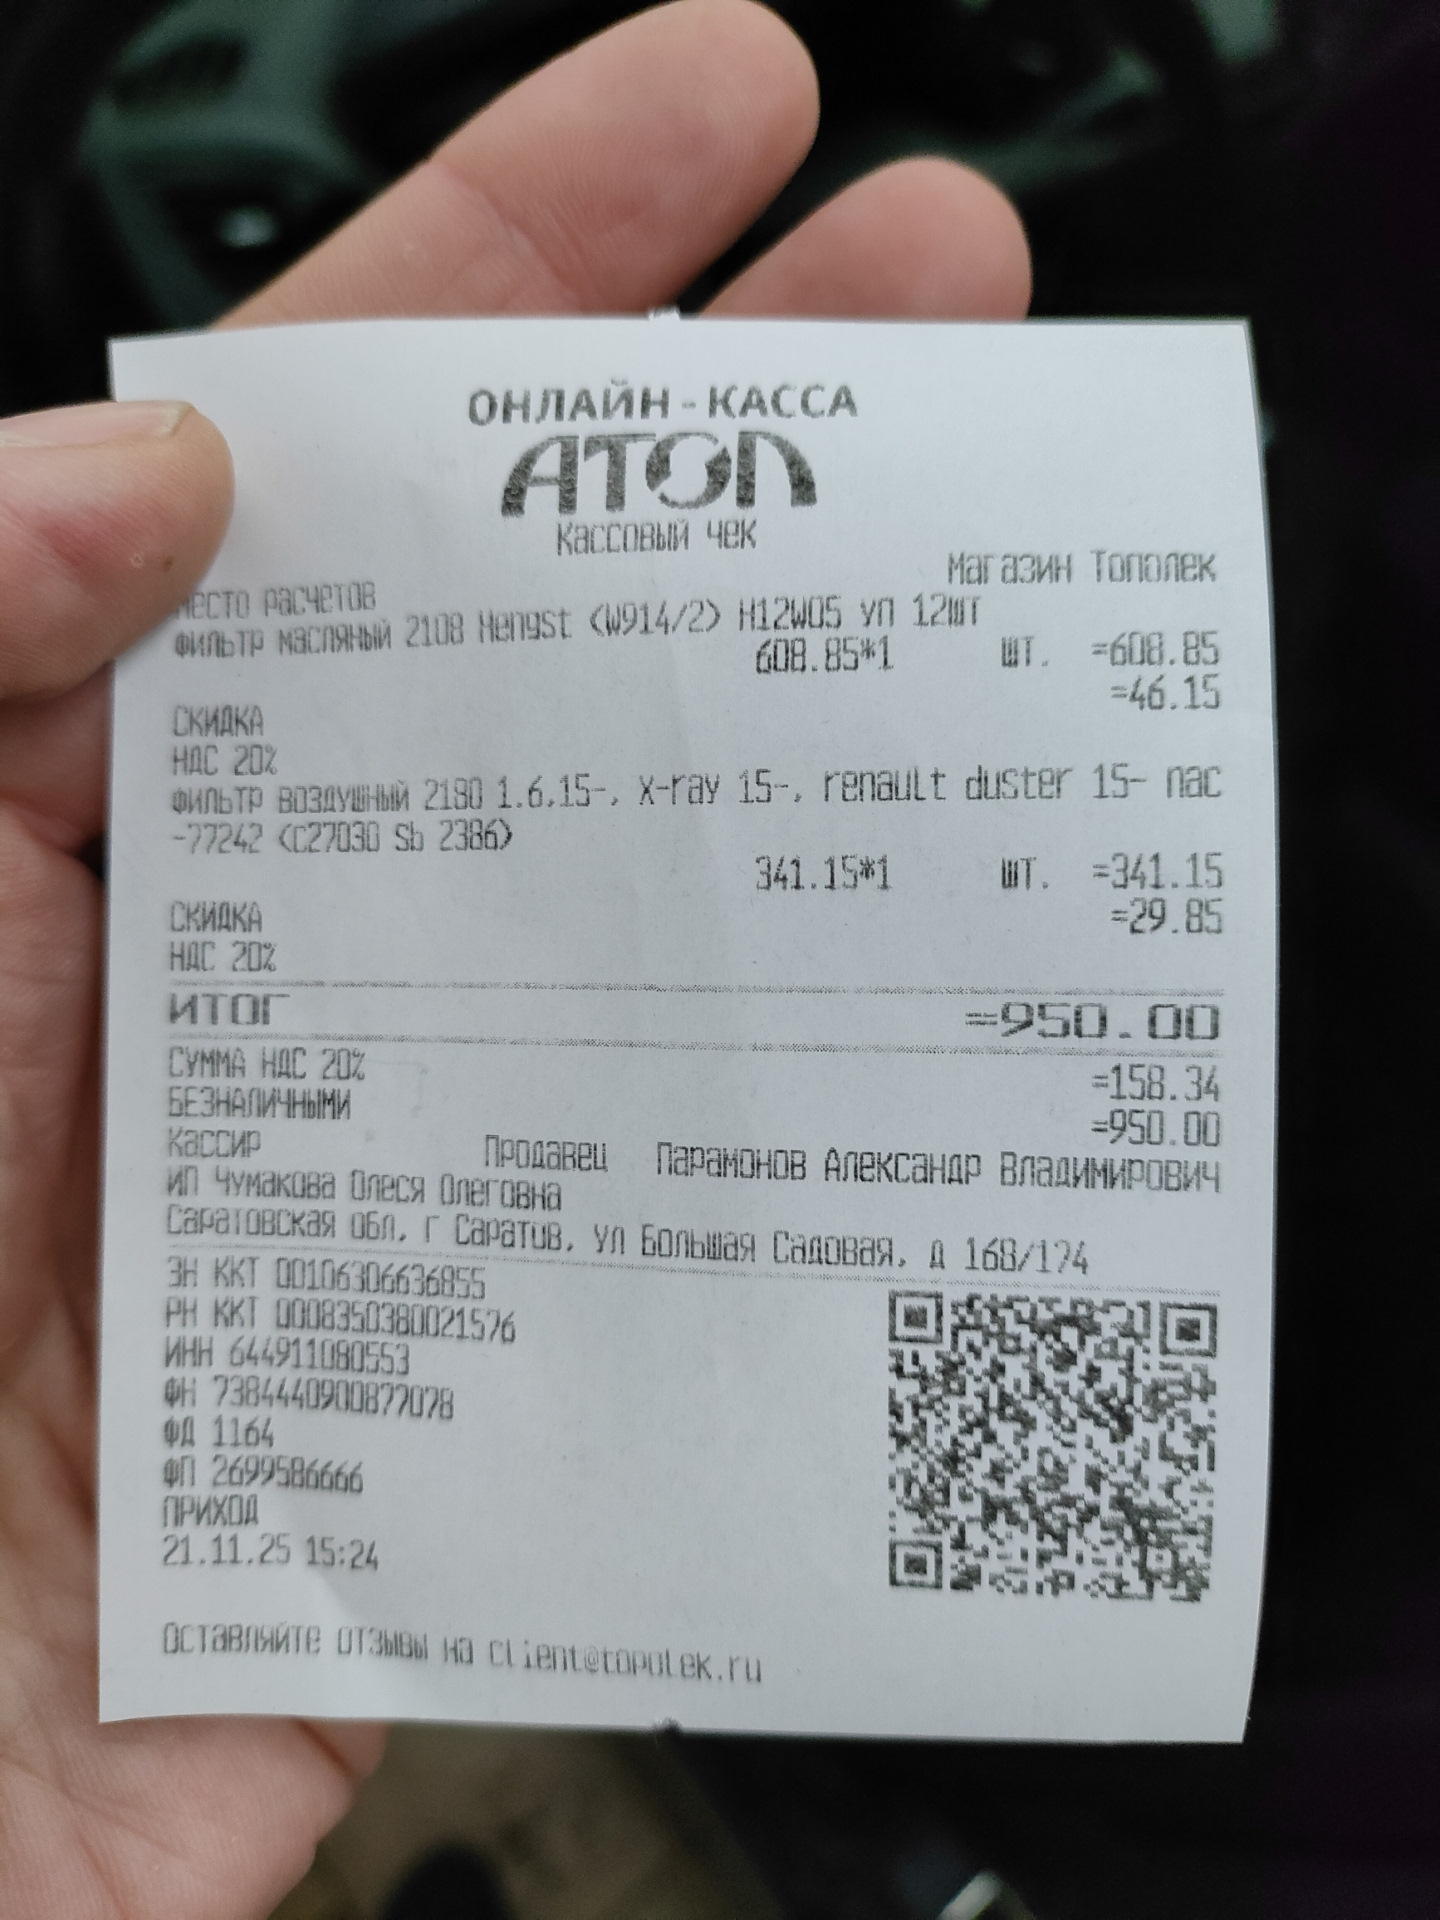 ОНЛАЙН-КАССА
АТОЛ
Кассовый чек
Место расчетов Магазин Тополек
Фильтр масляный 2108 Hengst (W914/2) H12W05 уп 12шт
608.85*1 шт. =608.85
=46.15
СКИДКА
НДС 20%
Фильтр воздушный 2180 1.6,15-, X-ray 15-, renault duster 15- пас
-77242 (C27030 Sb 2386)
341.15*1 шт. =341.15
СКИДКА =29.85
НДС 20%
ИТОГ =950.00
СУММА НДС 20% =158.34
БЕЗНАЛИЧНЫМИ =950.00
Кассир Продавец Парамонов Александр Владимирович
ИП Чумакова Олеся Олеговна
Саратовская обл, г Саратов, ул Большая Садовая, д 168/174
ЗН ККТ 00106306636855
РН ККТ 0008350380021576
ИНН 644911080553
ФН 7384440900877078
ФД 1164
ФП 2699586666
ПРИХОД
21.11.25 15:24
Оставляйте отзывы на client@topolek.ru